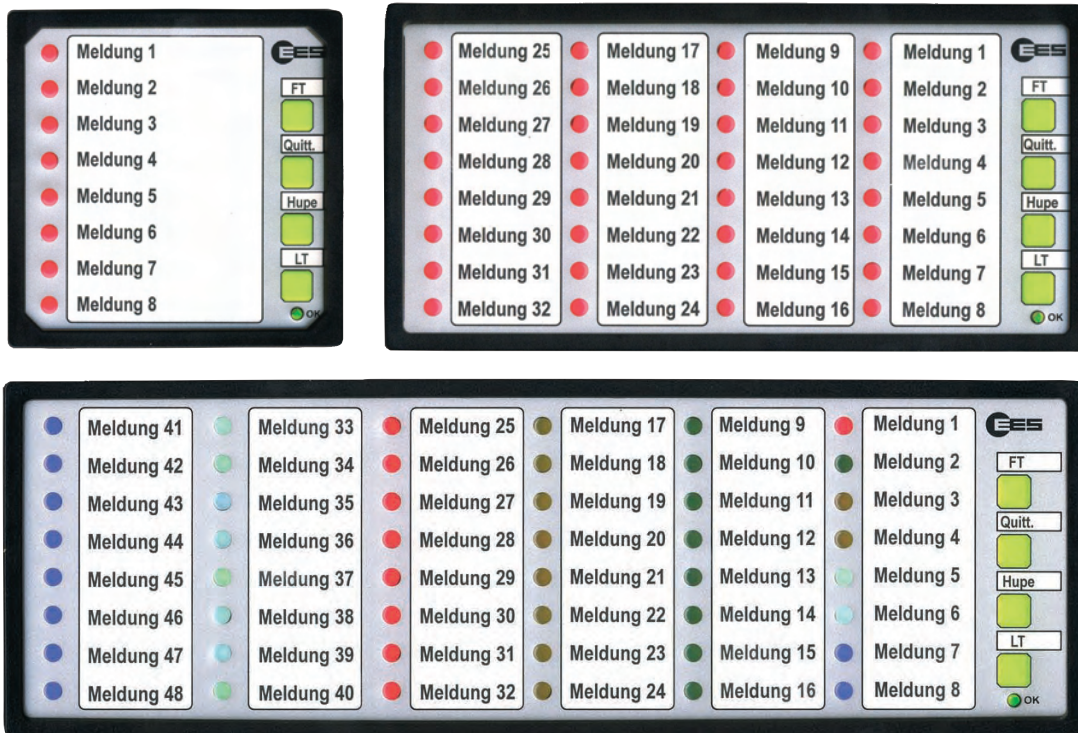 EES
Meldung 1
Meldung 2
Meldung 3
Meldung 4
Meldung 5
Meldung 6
Meldung 7
Meldung 8
FT
Quitt.
Hupe
LT
OK
Meldung 25 Meldung 17 Meldung 9 Meldung 1
Meldung 26 Meldung 18 Meldung 10 Meldung 2
Meldung 27 Meldung 19 Meldung 11 Meldung 3
Meldung 28 Meldung 20 Meldung 12 Meldung 4
Meldung 29 Meldung 21 Meldung 13 Meldung 5
Meldung 30 Meldung 22 Meldung 14 Meldung 6
Meldung 31 Meldung 23 Meldung 15 Meldung 7
Meldung 32 Meldung 24 Meldung 16 Meldung 8
EES
FT
Quitt.
Hupe
LT
OK
Meldung 41 Meldung 33 Meldung 25 Meldung 17 Meldung 9 Meldung 1
Meldung 42 Meldung 34 Meldung 26 Meldung 18 Meldung 10 Meldung 2
Meldung 43 Meldung 35 Meldung 27 Meldung 19 Meldung 11 Meldung 3
Meldung 44 Meldung 36 Meldung 28 Meldung 20 Meldung 12 Meldung 4
Meldung 45 Meldung 37 Meldung 29 Meldung 21 Meldung 13 Meldung 5
Meldung 46 Meldung 38 Meldung 30 Meldung 22 Meldung 14 Meldung 6
Meldung 47 Meldung 39 Meldung 31 Meldung 23 Meldung 15 Meldung 7
Meldung 48 Meldung 40 Meldung 32 Meldung 24 Meldung 16 Meldung 8
EES
FT
Quitt.
Hupe
LT
OK